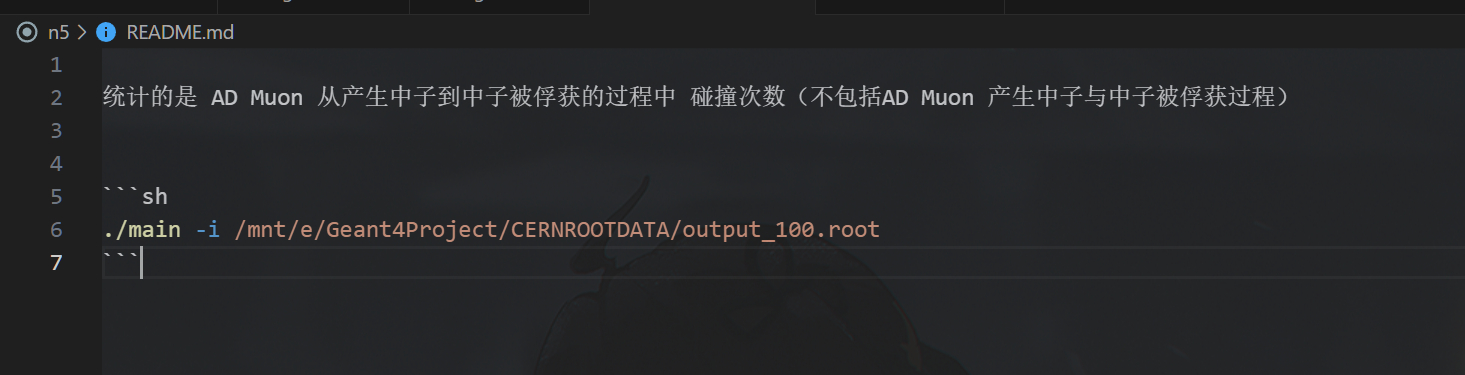 n5 > README.md
1
2 统计的是 AD Muon 从产生中子到中子被俘获的过程中 碰撞次数（不包括AD Muon 产生中子与中子被俘获过程）
3
4
5 ```sh
6 ./main -i /mnt/e/Geant4Project/CERNROOTDATA/output_100.root
7 ```